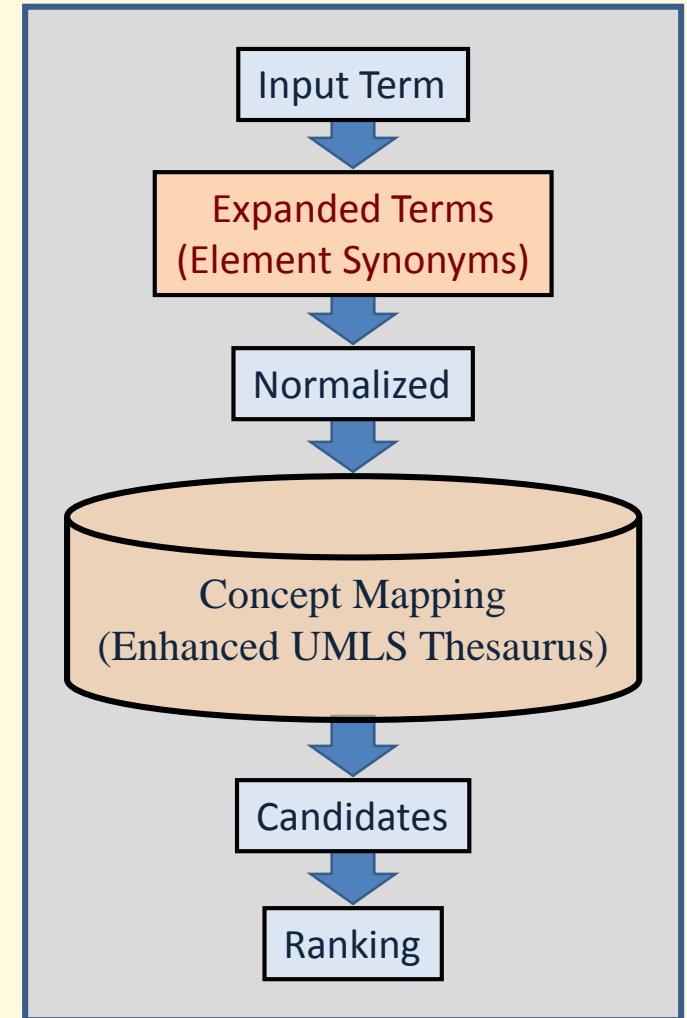 Input Term
Expanded Terms
(Element Synonyms)
Normalized
Concept Mapping
(Enhanced UMLS Thesaurus)
Candidates
Ranking